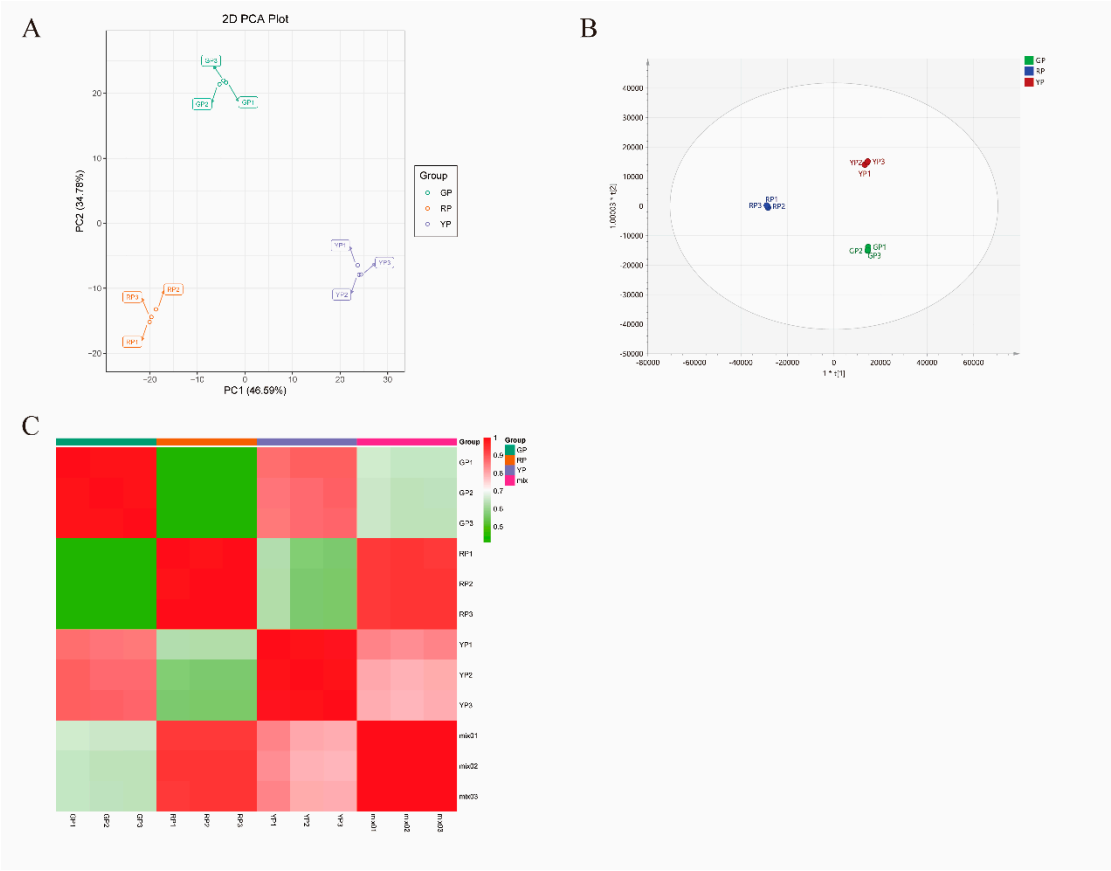 A
2D PCA Plot
GP3
GP2
GP1
YP1
YP3
YP2
RP3
RP2
RP1
20
10
0
−10
−20
−20
−10
0
10
20
30
PC1 (46.59%)
PC2 (34.78%)
Group
GP
RP
YP
B
GP
RP
YP
40000
30000
20000
10000
0
-10000
-20000
-30000
-40000
-50000
-80000
-60000
-40000
-20000
0
20000
40000
60000
80000
1 * t[1]
1.00003 * t[2]
YP2
YP3
YP1
RP1
RP3
RP2
GP1
GP2
GP3
C
Group
GP1
GP2
GP3
RP1
RP2
RP3
YP1
YP2
YP3
mix01
mix02
mix03
GP1
GP2
GP3
RP1
RP2
RP3
YP1
YP2
YP3
mix01
mix02
mix03
1
0.9
0.8
0.7
0.6
0.5
Group
GP
RP
YP
mix